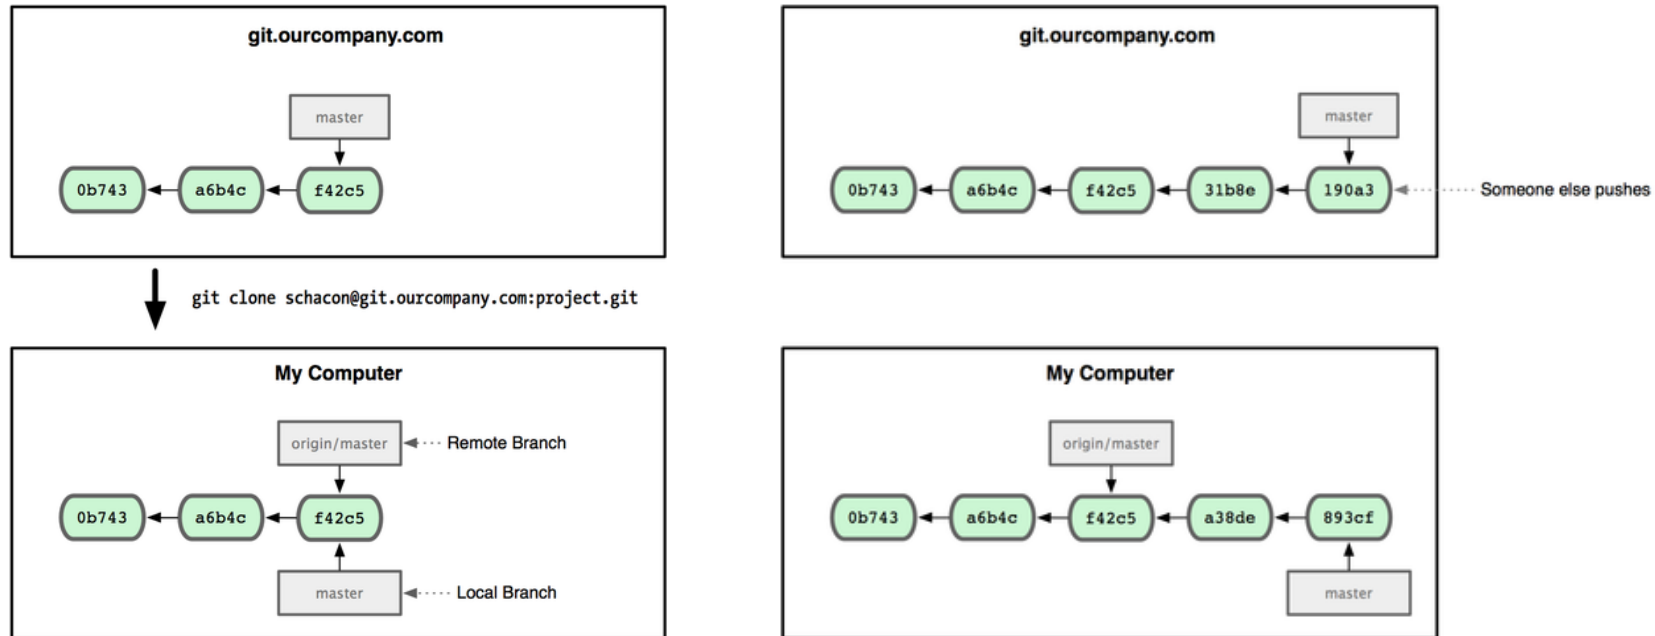 git.ourcompany.com
master
0b743
a6b4c
f42c5
git clone schacon@git.ourcompany.com:project.git
My Computer
origin/master
Remote Branch
0b743
a6b4c
f42c5
master
Local Branch
git.ourcompany.com
master
0b743
a6b4c
f42c5
31b8e
190a3
Someone else pushes
My Computer
origin/master
0b743
a6b4c
f42c5
a38de
893cf
master